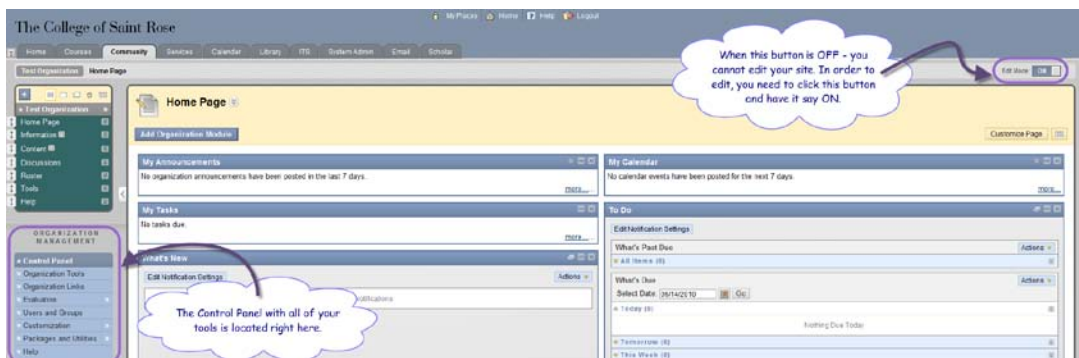 My Places Home Help Logout
The College of Saint Rose
Home Courses Community Services Calendar Library ITS System Admin Email Scholar
Test Organization Home Page
Edit Mode
When this button is OFF - you
cannot edit your site. In order to
edit, you need to click this button
and have it say ON.
Test Organization
Home Page
Information
Content
Discussions
Roster
Tools
Help
Home Page
Add Organization Module
Customize Page
My Announcements
No organization announcements have been posted in the last 7 days.
more...
My Calendar
No calendar events have been posted for the next 7 days.
more...
My Tasks
No tasks due.
more...
To Do
Edit Notification Settings
What's Past Due
Actions
All Items (0)
What's Due
Actions
Select Date: Go
Today (0)
Nothing Due Today
Tomorrow (0)
This Week (0)
What's New
Edit Notification Settings
Actions
The Control Panel with all of your
tools is located right here.
ORGANIZATION
MANAGEMENT
Control Panel
Organization Tools
Organization Links
Evaluation
Users and Groups
Customization
Packages and Utilities
Help